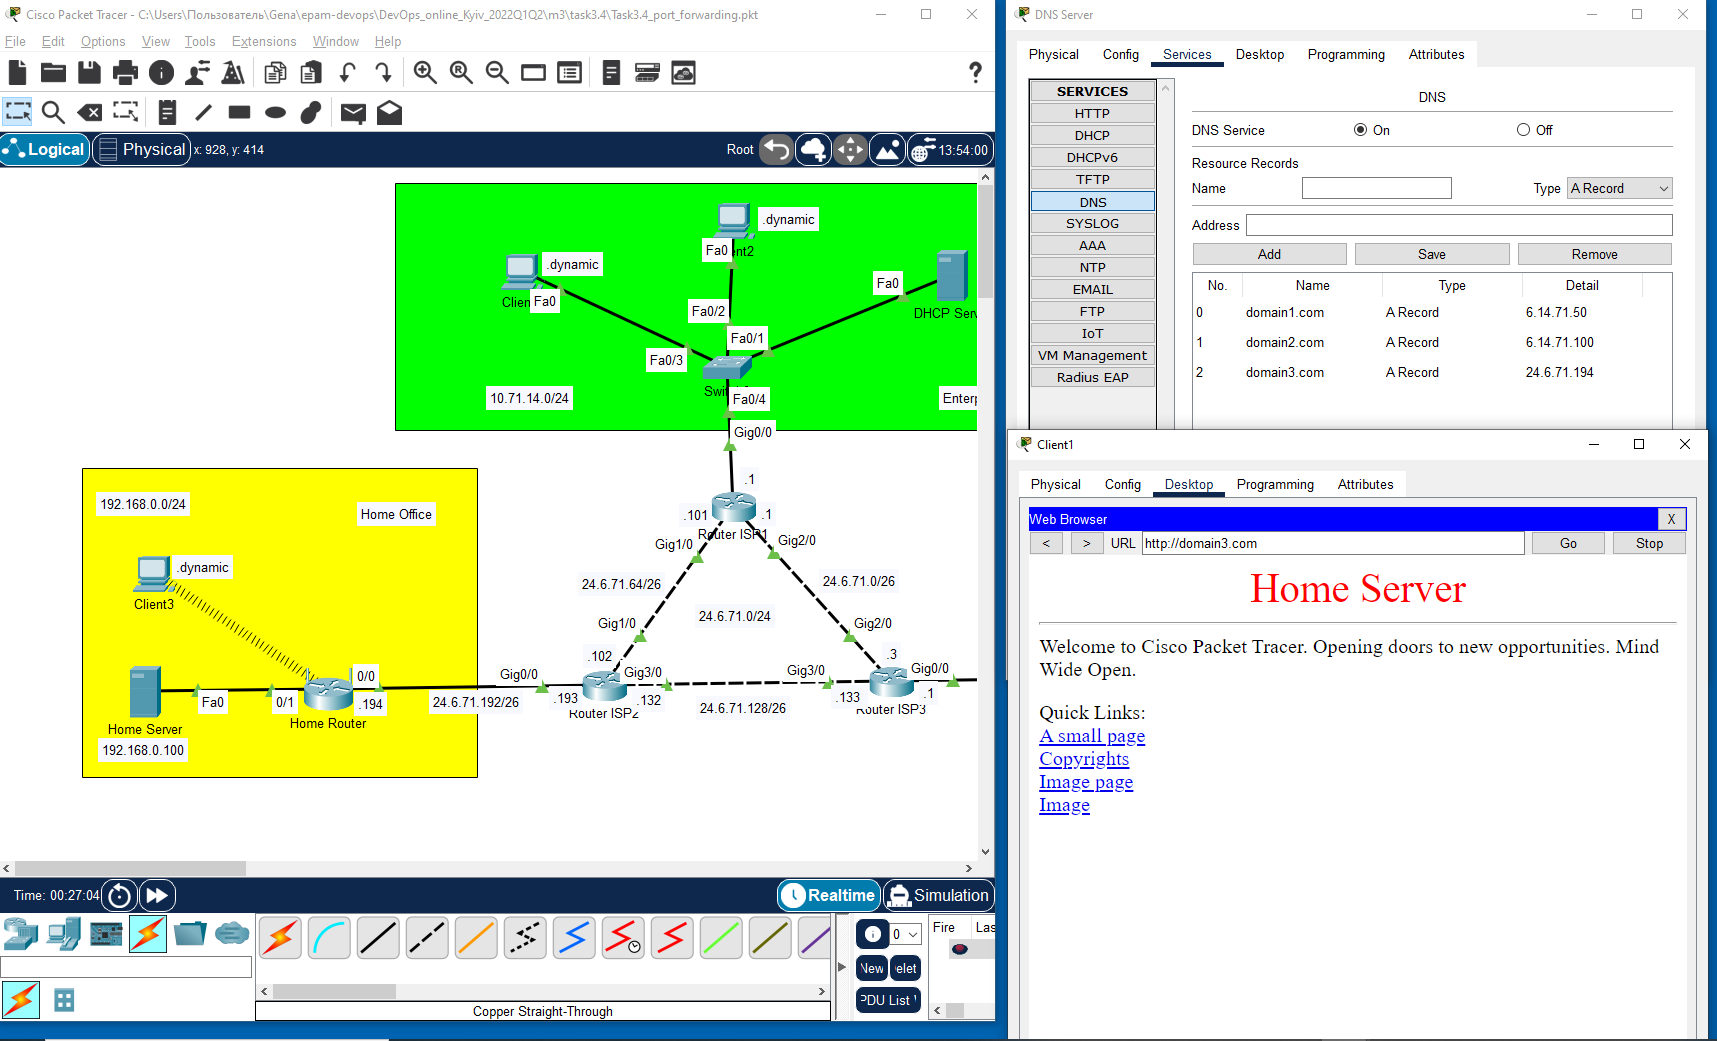 Cisco Packet Tracer - C:\Users\Пользователь\Gena\epam-devops\DevOps_online_Kyiv_2022Q1Q2\m3\task3.4\Task3.4_port_forwarding.pkt
File Edit Options View Tools Extensions Window Help
?
Logical Physical x: 928, y: 414 Root 13:54:00
.dynamic
Fa0
.dynamic
Fa0
Fa0
DHCP
Fa0/2
Fa0/1
Fa0/3
10.71.14.0/24
Fa0/4
Gig0/0
192.168.0.0/24
Home Office
.1
.101
.1
Router ISP1
Gig1/0
Gig2/0
.dynamic
Client3
24.6.71.64/26
24.6.71.0/26
24.6.71.0/24
Gig1/0
Gig2/0
.102
.3
Gig0/0
Gig3/0
Gig3/0
Gig0/0
0/0
Fa0
0/1
.194
24.6.71.192/26
.193
.132
24.6.71.128/26
.133
.1
Home Router
Router ISP2
Router ISP3
Home Server
192.168.0.100
Time: 00:27:04
Realtime Simulation
0
Fire Las
New
PDU List
Copper Straight-Through
DNS Server
Physical Config Services Desktop Programming Attributes
SERVICES
HTTP
DHCP
DHCPv6
TFTP
DNS
SYSLOG
AAA
NTP
EMAIL
FTP
IoT
VM Management
Radius EAP
DNS
DNS Service On Off
Resource Records
Name Type A Record
Address
Add Save Remove
No. Name Type Detail
0 domain1.com A Record 6.14.71.50
1 domain2.com A Record 6.14.71.100
2 domain3.com A Record 24.6.71.194
Client1
Physical Config Desktop Programming Attributes
Web Browser X
< > URL http://domain3.com Go Stop
Home Server
Welcome to Cisco Packet Tracer. Opening doors to new opportunities. Mind
Wide Open.
Quick Links:
A small page
Copyrights
Image page
Image